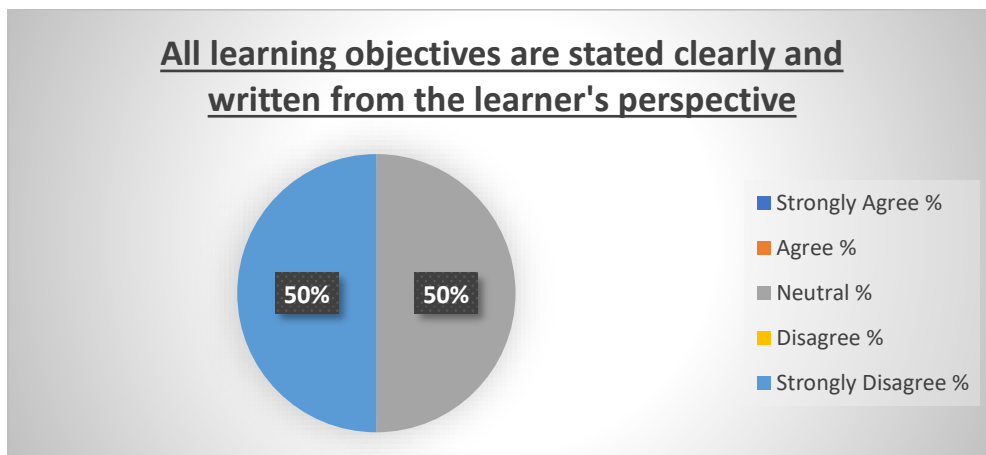 All learning objectives are stated clearly and
written from the learner's perspective
50%
50%
Strongly Agree %
Agree %
Neutral %
Disagree %
Strongly Disagree %